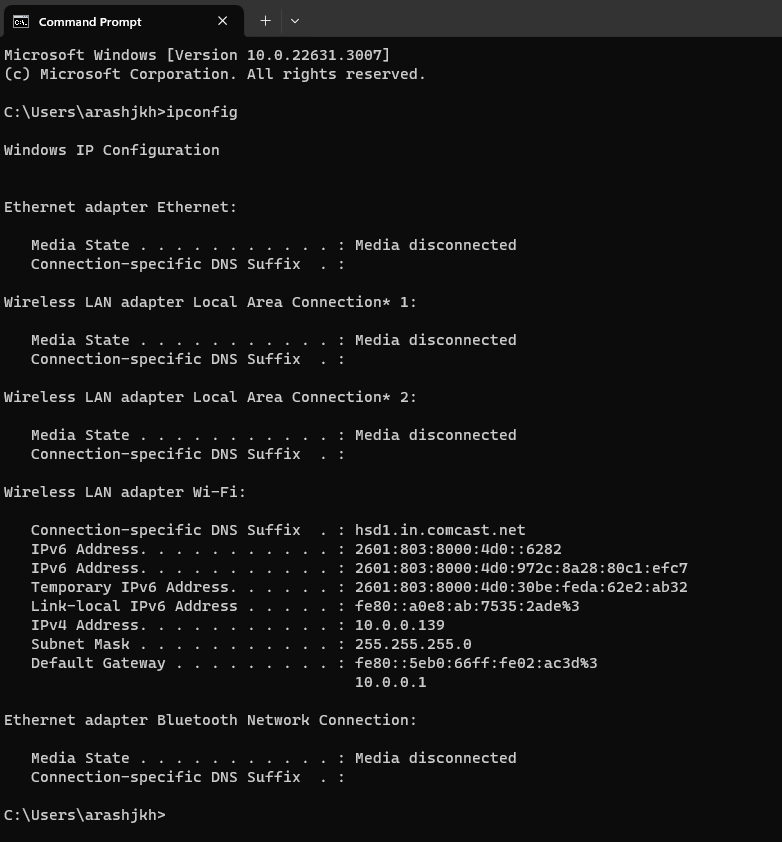 Command Prompt
Microsoft Windows [Version 10.0.22631.3007]
(c) Microsoft Corporation. All rights reserved.
C:\Users\arashjkh>ipconfig
Windows IP Configuration
Ethernet adapter Ethernet:
   Media State . . . . . . . . . . . : Media disconnected
   Connection-specific DNS Suffix  . :
Wireless LAN adapter Local Area Connection* 1:
   Media State . . . . . . . . . . . : Media disconnected
   Connection-specific DNS Suffix  . :
Wireless LAN adapter Local Area Connection* 2:
   Media State . . . . . . . . . . . : Media disconnected
   Connection-specific DNS Suffix  . :
Wireless LAN adapter Wi-Fi:
   Connection-specific DNS Suffix  . : hsd1.in.comcast.net
   IPv6 Address. . . . . . . . . . . : 2601:803:8000:4d0::6282
   IPv6 Address. . . . . . . . . . . : 2601:803:8000:4d0:972c:8a28:80c1:efc7
   Temporary IPv6 Address. . . . . . : 2601:803:8000:4d0:30be:feda:62e2:ab32
   Link-local IPv6 Address . . . . . : fe80::a0e8:ab:7535:2ade%3
   IPv4 Address. . . . . . . . . . . : 10.0.0.139
   Subnet Mask . . . . . . . . . . . : 255.255.255.0
   Default Gateway . . . . . . . . . : fe80::5eb0:66ff:fe02:ac3d%3
                                       10.0.0.1
Ethernet adapter Bluetooth Network Connection:
   Media State . . . . . . . . . . . : Media disconnected
   Connection-specific DNS Suffix  . :
C:\Users\arashjkh>